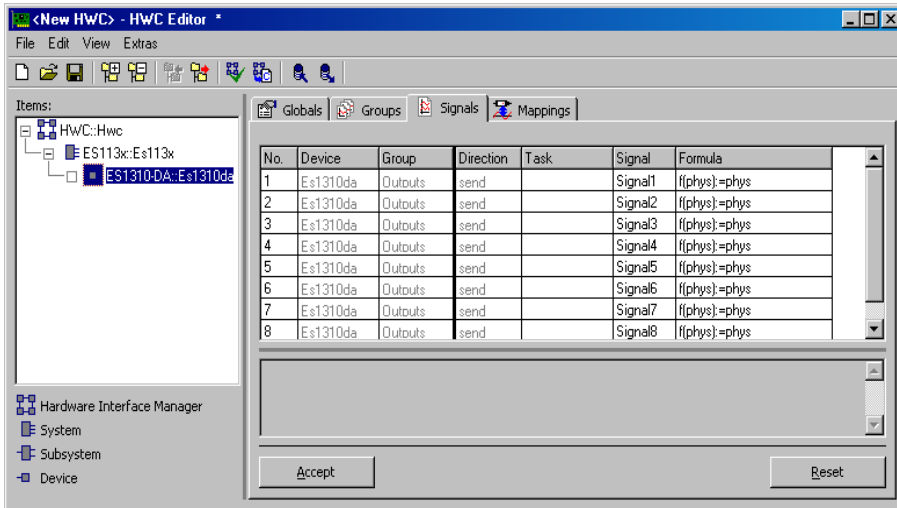 <New HWC> - HWC Editor *
File Edit View Extras
Items:
HWC::Hwc
ES113x::Es113x
ES1310-DA::Es1310da
Hardware Interface Manager
System
Subsystem
Device
Globals Groups Signals Mappings
No. Device Group Direction Task Signal Formula
1 Es1310da Outputs send Signal1 f(phys):=phys
2 Es1310da Outputs send Signal2 f(phys):=phys
3 Es1310da Outputs send Signal3 f(phys):=phys
4 Es1310da Outputs send Signal4 f(phys):=phys
5 Es1310da Outputs send Signal5 f(phys):=phys
6 Es1310da Outputs send Signal6 f(phys):=phys
7 Es1310da Outputs send Signal7 f(phys):=phys
8 Es1310da Outputs send Signal8 f(phys):=phys
Accept Reset